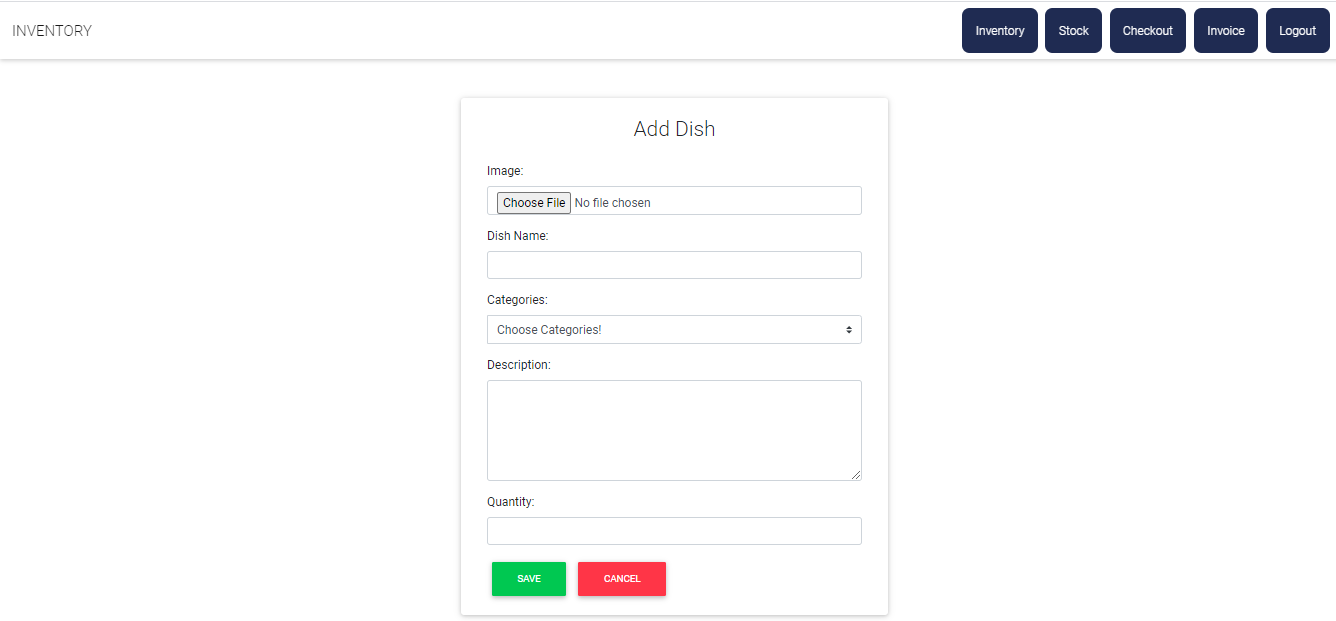 INVENTORY Inventory Stock Checkout Invoice Logout
Add Dish
Image:
Choose File No file chosen
Dish Name:
Categories:
Choose Categories!
Description:
Quantity:
SAVE CANCEL